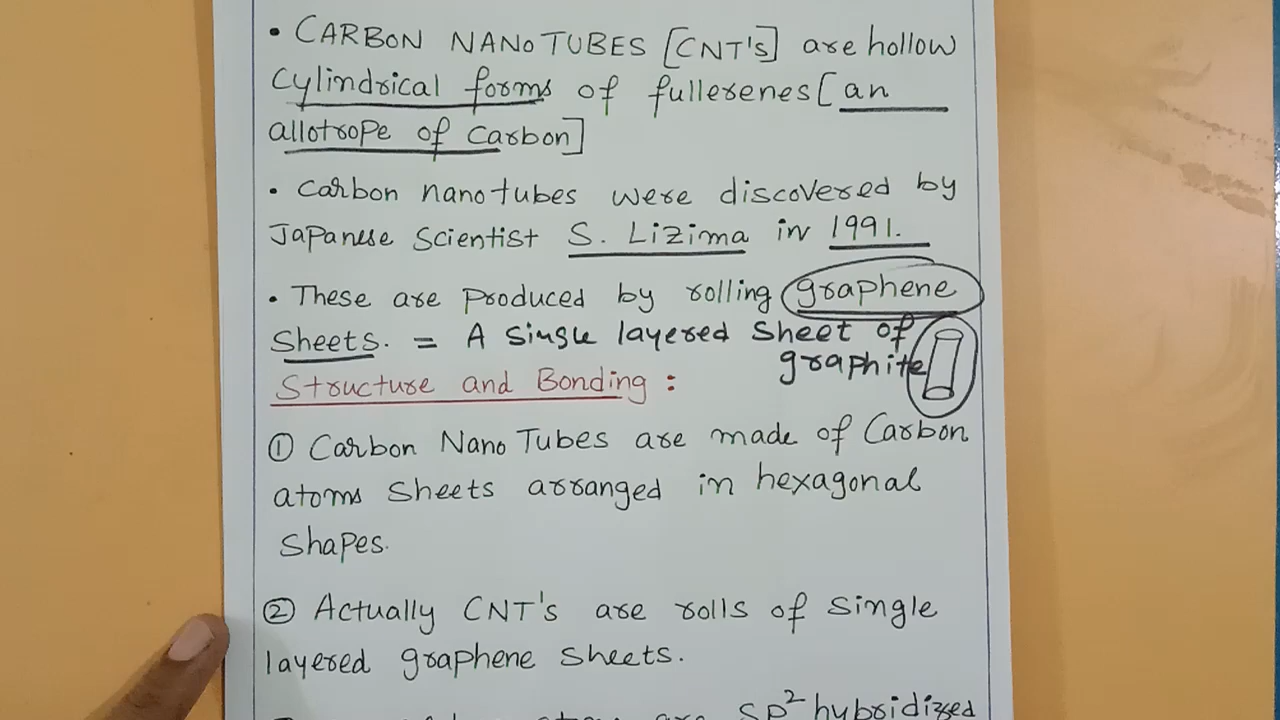 • CARBON NANOTUBES [CNT's] are hollow
Cylindrical forms of fullerenes [an
allotrope of Carbon]
• Carbon nanotubes were discovered by
Japanese Scientist S. Lizima in 1991.
• These are produced by rolling graphene
Sheets. = A Single layered Sheet of
graphite
Structure and Bonding :
① Carbon Nano Tubes are made of Carbon
atoms Sheets arranged in hexagonal
Shapes.
② Actually CNT's are rolls of Single
layered graphene Sheets.
are SP² hybridized